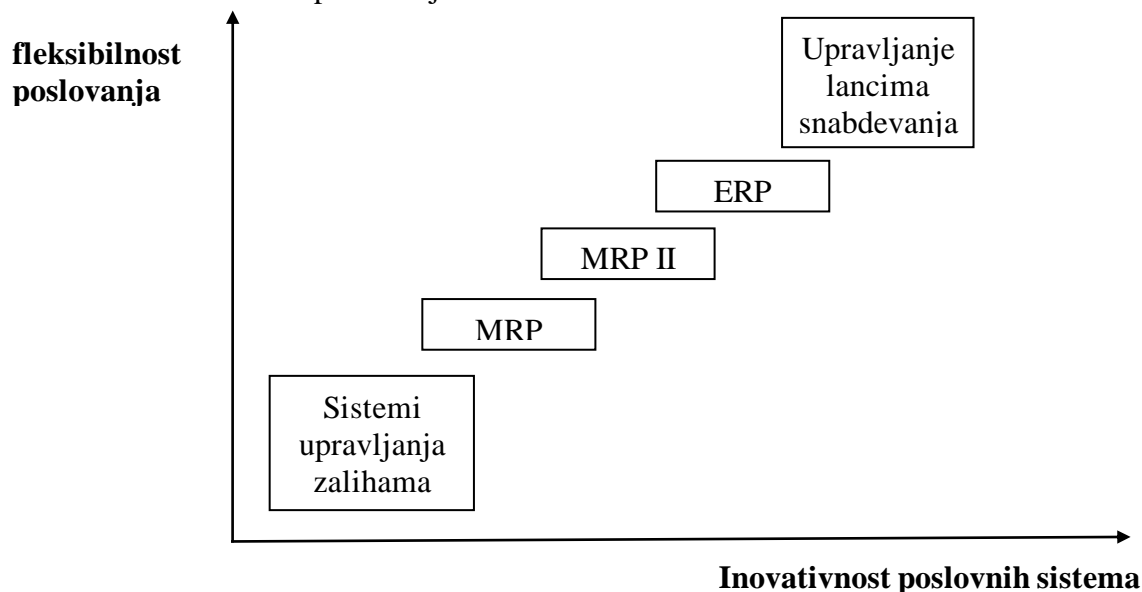 fleksibilnost
poslovanja
Upravljanje
lancima
snabdevanja
ERP
MRP II
MRP
Sistemi
upravljanja
zalihama
Inovativnost poslovnih sistema